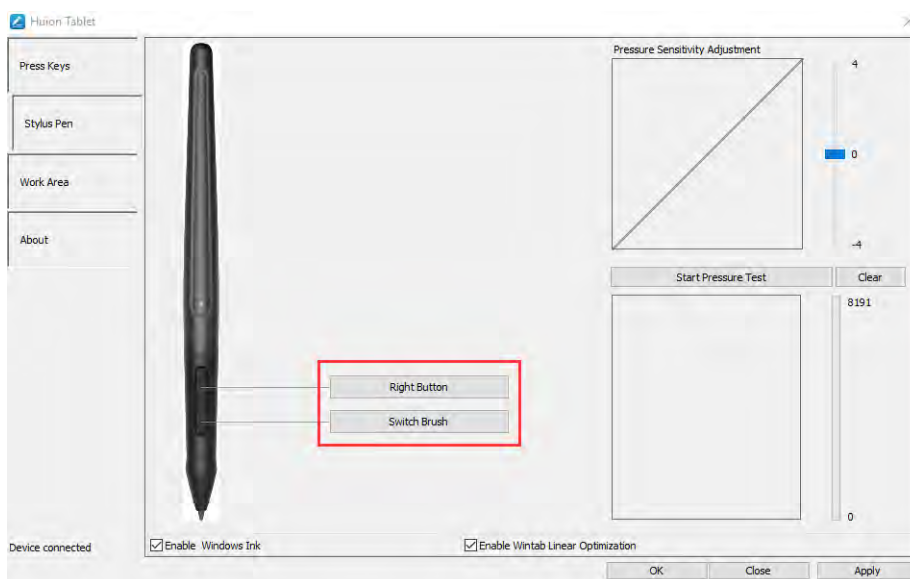 Huion Tablet
Press Keys
Stylus Pen
Work Area
About
Device connected
Right Button
Switch Brush
Pressure Sensitivity Adjustment
4
0
-4
Start Pressure Test
Clear
8191
0
Enable Windows Ink
Enable Wintab Linear Optimization
OK
Close
Apply